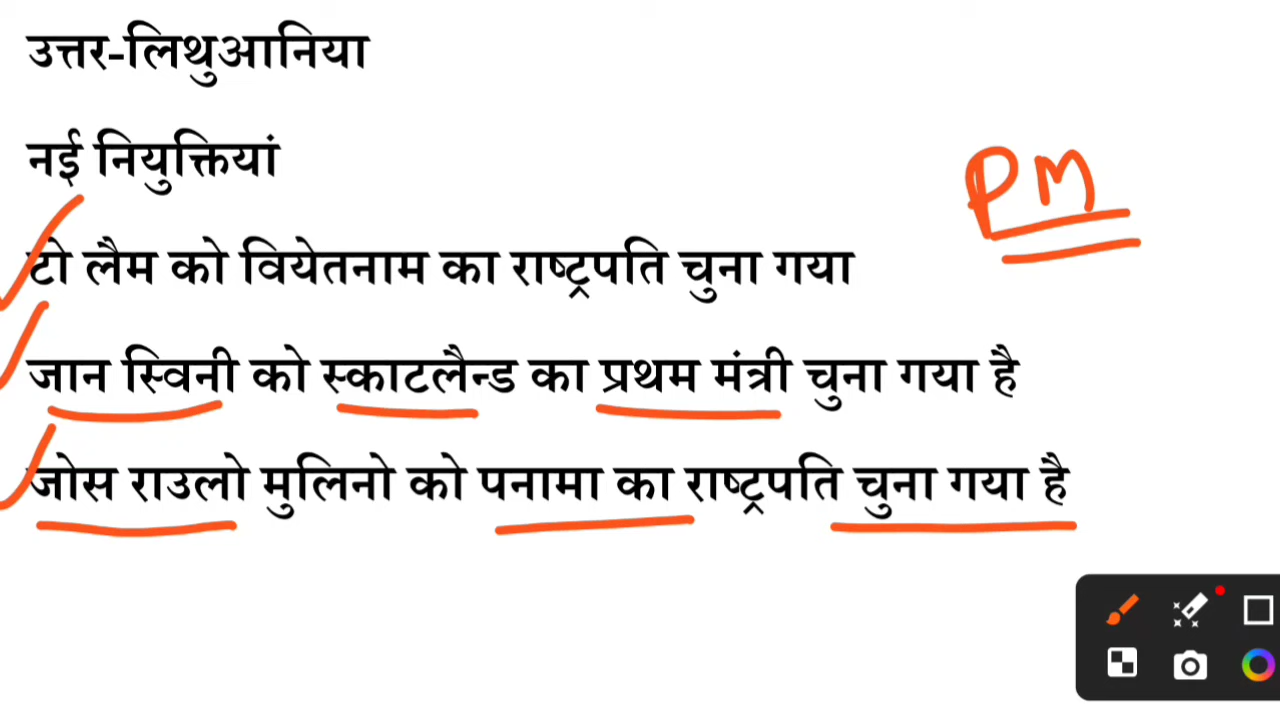 उत्तर-लिथुआनिया
नई नियुक्तियां
PM
टो लैम को वियेतनाम का राष्ट्रपति चुना गया
जान स्विनी को स्काटलैन्ड का प्रथम मंत्री चुना गया है
जोस राउलो मुलिनो को पनामा का राष्ट्रपति चुना गया है